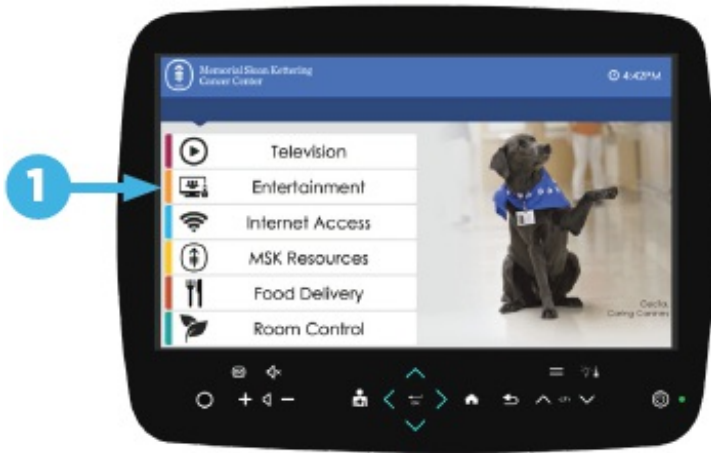 Memorial Sloan Kettering
Cancer Center
4:42PM
1
Television
Entertainment
Internet Access
MSK Resources
Food Delivery
Room Control
Caring Canines